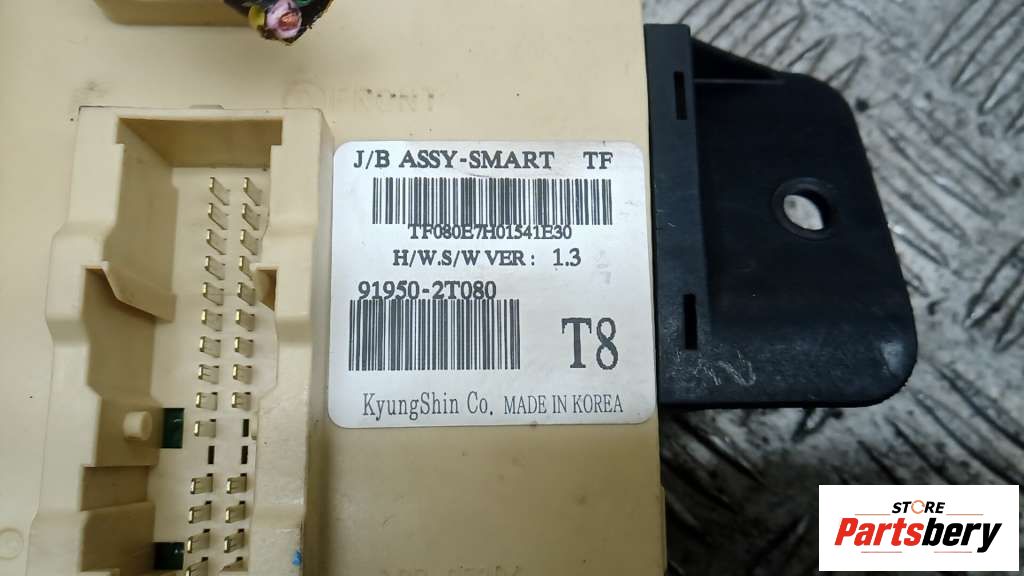 FRONT
J/B ASSY-SMART TF
TF080E7H01541E30
H/W.S/W VER: 1.3
91950-2T080
T8
KyungShin Co. MADE IN KOREA
STORE
Partsbery